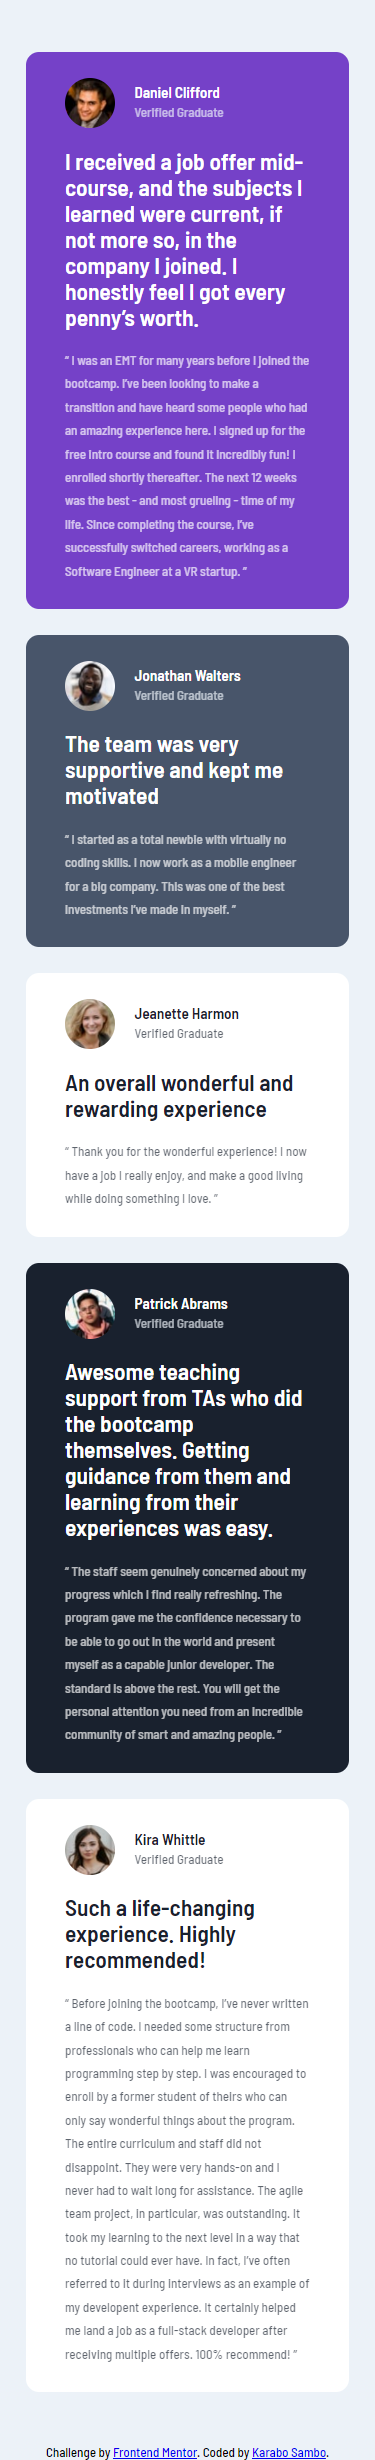 Daniel Clifford
Verified Graduate
I received a job offer mid-
course, and the subjects I
learned were current, if
not more so, in the
company I joined. I
honestly feel I got every
penny’s worth.
“ I was an EMT for many years before I joined the
bootcamp. I’ve been looking to make a
transition and have heard some people who had
an amazing experience here. I signed up for the
free intro course and found it incredibly fun! I
enrolled shortly thereafter. The next 12 weeks
was the best - and most grueling - time of my
life. Since completing the course, I’ve
successfully switched careers, working as a
Software Engineer at a VR startup. ”
Jonathan Walters
Verified Graduate
The team was very
supportive and kept me
motivated
“ I started as a total newbie with virtually no
coding skills. I now work as a mobile engineer
for a big company. This was one of the best
investments I’ve made in myself. ”
Jeanette Harmon
Verified Graduate
An overall wonderful and
rewarding experience
“ Thank you for the wonderful experience! I now
have a job I really enjoy, and make a good living
while doing something I love. ”
Patrick Abrams
Verified Graduate
Awesome teaching
support from TAs who did
the bootcamp
themselves. Getting
guidance from them and
learning from their
experiences was easy.
“ The staff seem genuinely concerned about my
progress which I find really refreshing. The
program gave me the confidence necessary to
be able to go out in the world and present
myself as a capable junior developer. The
standard is above the rest. You will get the
personal attention you need from an incredible
community of smart and amazing people. ”
Kira Whittle
Verified Graduate
Such a life-changing
experience. Highly
recommended!
“ Before joining the bootcamp, I’ve never written
a line of code. I needed some structure from
professionals who can help me learn
programming step by step. I was encouraged to
enroll by a former student of theirs who can
only say wonderful things about the program.
The entire curriculum and staff did not
disappoint. They were very hands-on and I
never had to wait long for assistance. The agile
team project, in particular, was outstanding. It
took my learning to the next level in a way that
no tutorial could ever have. In fact, I’ve often
referred to it during interviews as an example of
my developent experience. It certainly helped
me land a job as a full-stack developer after
receiving multiple offers. 100% recommend! ”
Challenge by Frontend Mentor. Coded by Karabo Sambo.